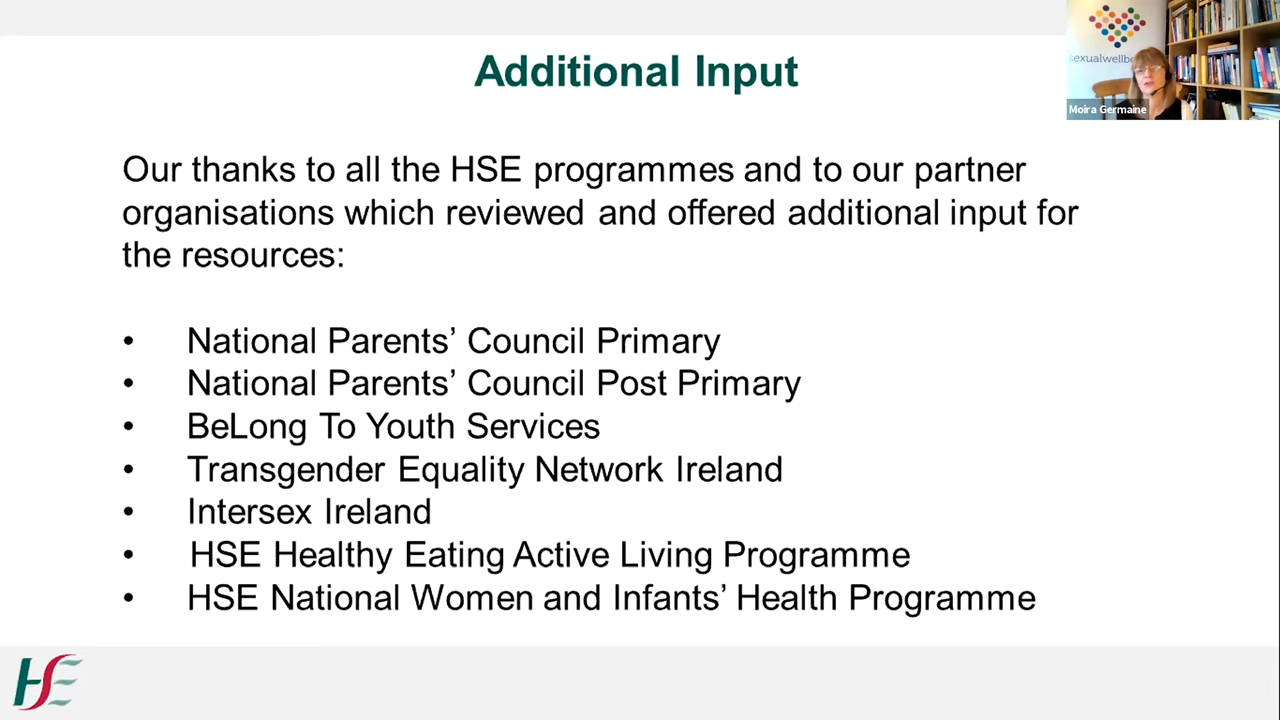 Additional Input
sexualwellbe
Moira Germaine
Our thanks to all the HSE programmes and to our partner
organisations which reviewed and offered additional input for
the resources:
• National Parents’ Council Primary
• National Parents’ Council Post Primary
• BeLong To Youth Services
• Transgender Equality Network Ireland
• Intersex Ireland
• HSE Healthy Eating Active Living Programme
• HSE National Women and Infants’ Health Programme
HSE